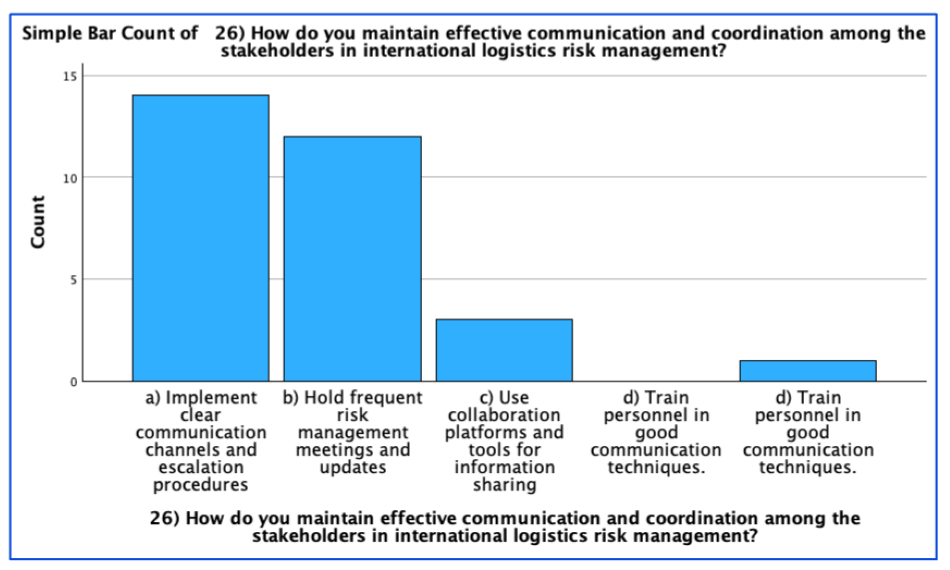 Simple Bar Count of 26) How do you maintain effective communication and coordination among the
stakeholders in international logistics risk management?
15
10
5
0
Count
a) Implement
clear
communication
channels and
escalation
procedures
b) Hold frequent
risk
management
meetings and
updates
c) Use
collaboration
platforms and
tools for
information
sharing
d) Train
personnel in
good
communication
techniques.
d) Train
personnel in
good
communication
techniques.
26) How do you maintain effective communication and coordination among the
stakeholders in international logistics risk management?